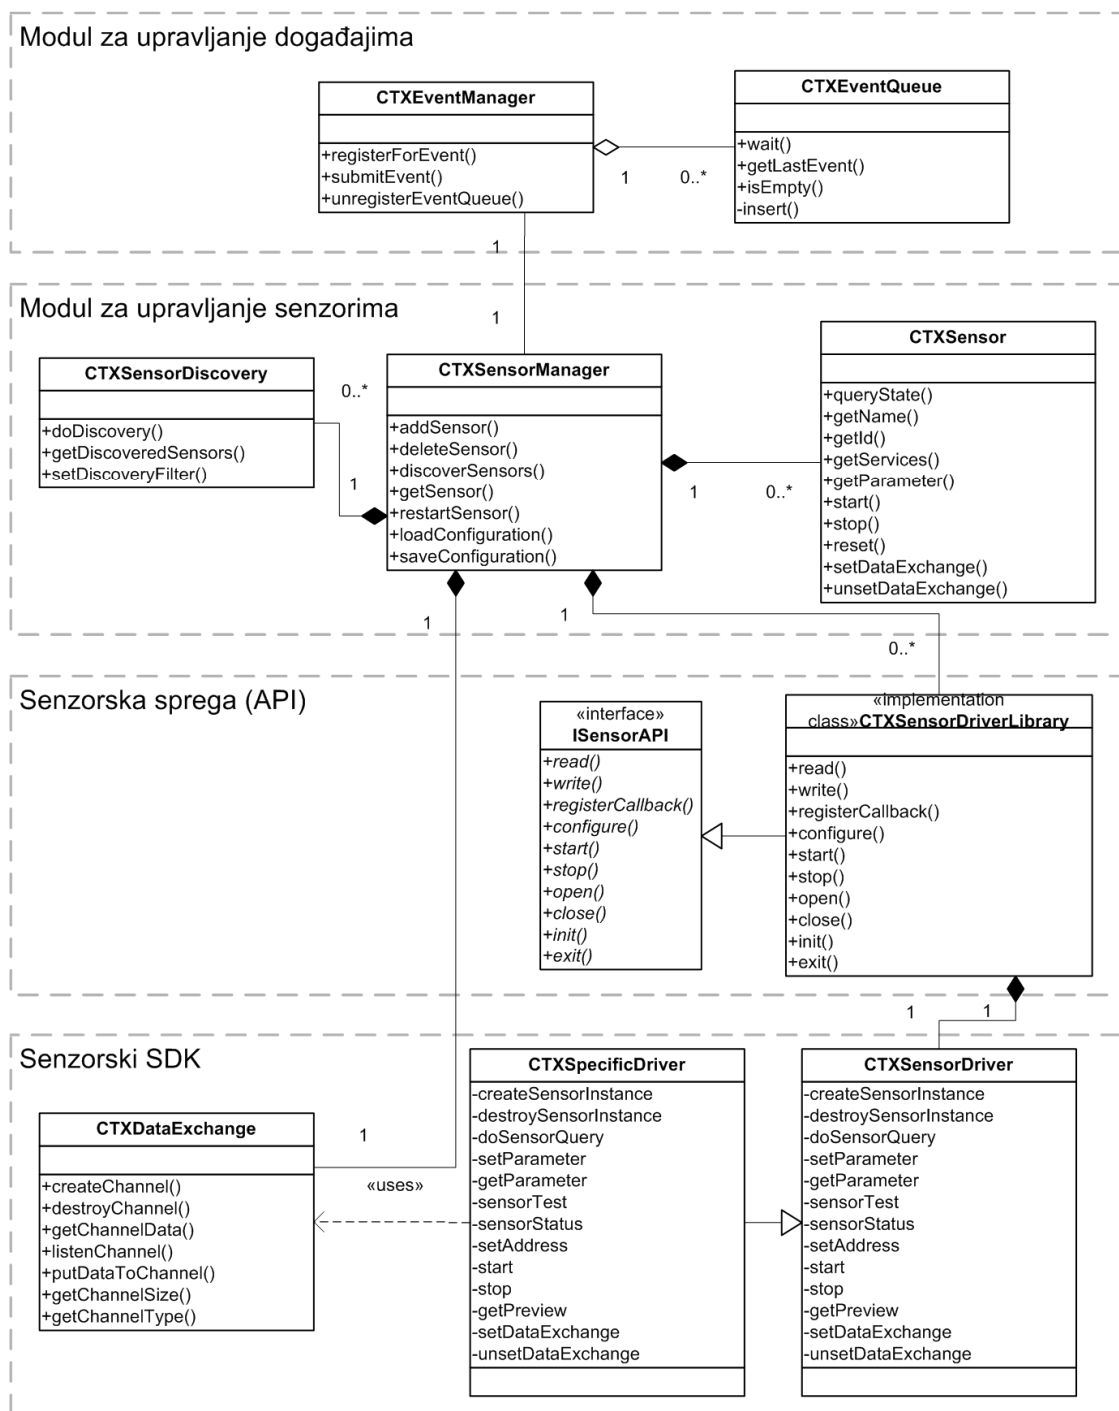 Modul za upravljanje događajima
CTXEventManager
+registerForEvent()
+submitEvent()
+unregisterEventQueue()
1
0..*
CTXEventQueue
+wait()
+getLastEvent()
+isEmpty()
-insert()
1
Modul za upravljanje senzorima
1
CTXSensorDiscovery
+doDiscovery()
+getDiscoveredSensors()
+setDiscoveryFilter()
0..*
1
CTXSensorManager
+addSensor()
+deleteSensor()
+discoverSensors()
+getSensor()
+restartSensor()
+loadConfiguration()
+saveConfiguration()
1
0..*
CTXSensor
+queryState()
+getName()
+getId()
+getServices()
+getParameter()
+start()
+stop()
+reset()
+setDataExchange()
+unsetDataExchange()
1
1
0..*
Senzorska sprega (API)
«interface»
ISensorAPI
+read()
+write()
+registerCallback()
+configure()
+start()
+stop()
+open()
+close()
+init()
+exit()
«implementation
class»CTXSensorDriverLibrary
+read()
+write()
+registerCallback()
+configure()
+start()
+stop()
+open()
+close()
+init()
+exit()
1
1
Senzorski SDK
CTXDataExchange
+createChannel()
+destroyChannel()
+getChannelData()
+listenChannel()
+putDataToChannel()
+getChannelSize()
+getChannelType()
1
«uses»
CTXSpecificDriver
-createSensorInstance
-destroySensorInstance
-doSensorQuery
-setParameter
-getParameter
-sensorTest
-sensorStatus
-setAddress
-start
-stop
-getPreview
-setDataExchange
-unsetDataExchange
CTXSensorDriver
-createSensorInstance
-destroySensorInstance
-doSensorQuery
-setParameter
-getParameter
-sensorTest
-sensorStatus
-setAddress
-start
-stop
-getPreview
-setDataExchange
-unsetDataExchange